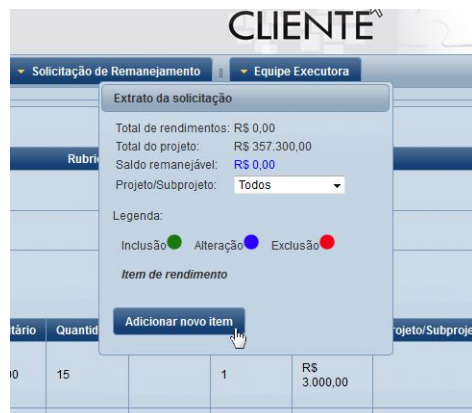 CLIENTE
Solicitação de Remanejamento
Equipe Executora
Extrato da solicitação
Total de rendimentos: R$ 0,00
Total do projeto: R$ 357.300,00
Saldo remanejável: R$ 0,00
Projeto/Subprojeto: Todos
Legenda:
Inclusão Alteração Exclusão
Item de rendimento
Adicionar novo item
15 1 R$
3.000,00